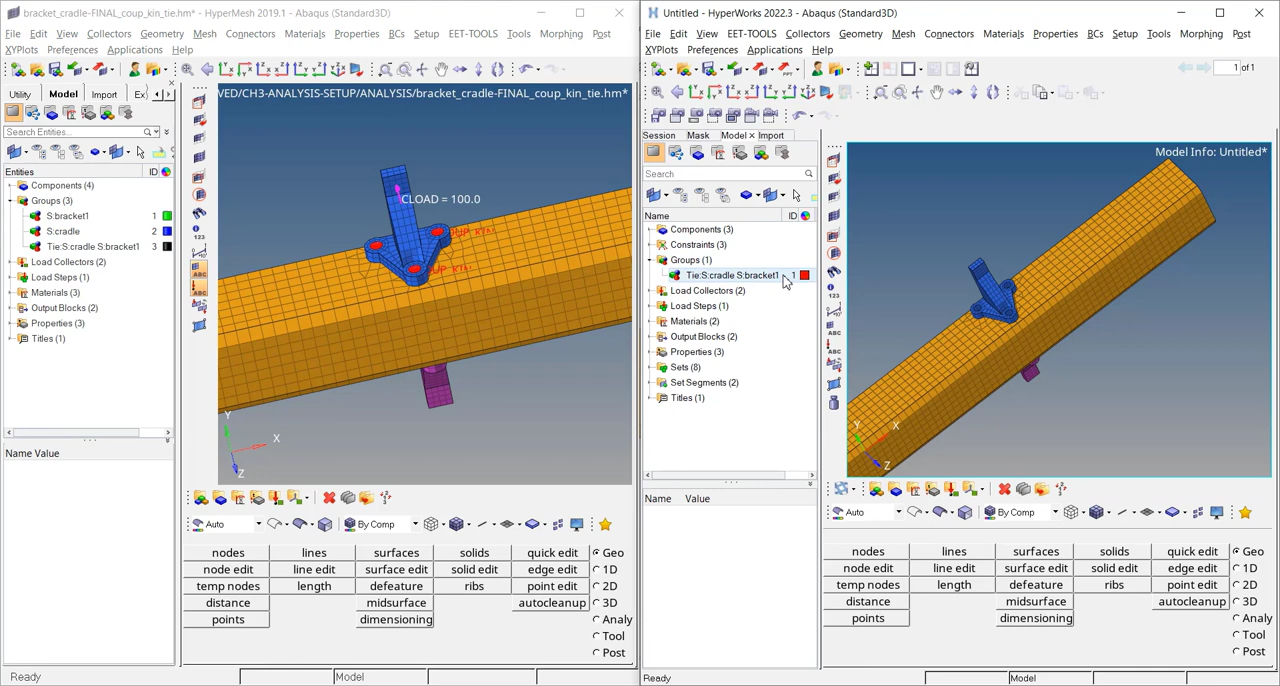 bracket_cradle-FINAL_coup_kin_tie.hm* - HyperMesh 2019.1 - Abaqus (Standard3D)
File Edit View Collectors Geometry Mesh Connectors Materials Properties BCs Setup EET-TOOLS Tools Morphing Post
XYPlots Preferences Applications Help
Utility Model Import Ex
VED/CH3-ANALYSIS-SETUP/ANALYSIS/bracket_cradle-FINAL_coup_kin_tie.hm*
Search Entities...
Entities ID
Components (4)
Groups (3)
S:bracket1 1
S:cradle 2
Tie:S:cradle S:bracket1 3
Load Collectors (2)
Load Steps (1)
Materials (3)
Output Blocks (2)
Properties (3)
Titles (1)
Name Value
CLOAD = 100.0
Y
X
Z
Auto
By Comp
nodes lines surfaces solids quick edit Geo
node edit line edit surface edit solid edit edge edit 1D
temp nodes length defeature ribs point edit 2D
distance midsurface autocleanup 3D
points dimensioning Analy
Tool
Post
Ready Model
Untitled - HyperWorks 2022.3 - Abaqus (Standard3D)
File Edit View EET-TOOLS Collectors Geometry Mesh Connectors Materials Properties BCs Setup Tools Morphing Post
XYPlots Preferences Applications Help
1 of 1
Session Mask Model Import
Model Info: Untitled*
Search
Name ID
Components (3)
Constraints (3)
Groups (1)
Tie:S:cradle S:bracket1 1
Load Collectors (2)
Load Steps (1)
Materials (2)
Output Blocks (2)
Properties (3)
Sets (8)
Set Segments (2)
Titles (1)
Name Value
Y
X
Z
Auto
By Comp
nodes lines surfaces solids quick edit Geo
node edit line edit surface edit solid edit edge edit 1D
temp nodes length defeature ribs point edit 2D
distance midsurface autocleanup 3D
points dimensioning Analy
Tool
Post
Ready Model